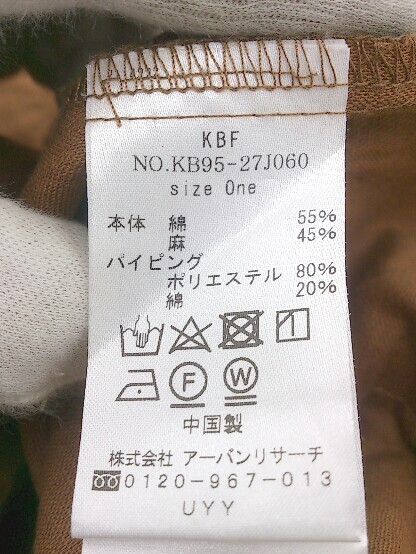 KBF
NO.KB95-27J060
size One
本体 綿 55%
麻 45%
パイピング
ポリエステル 80%
綿 20%
F W
中国製
株式会社 アーバンリサーチ
0120-967-013
UYY